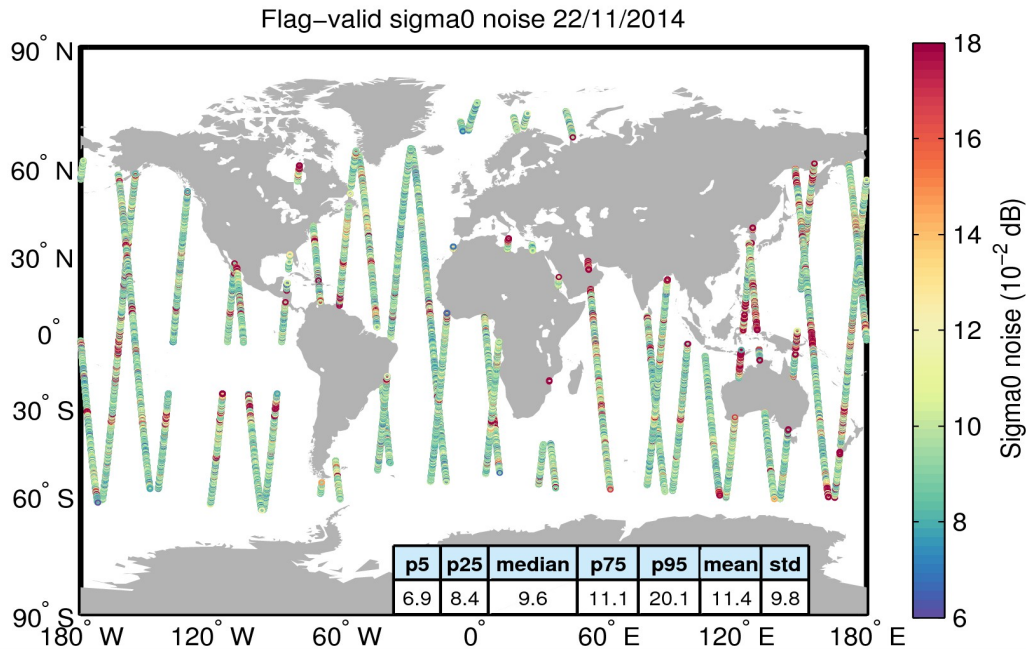 Flag−valid sigma0 noise 22/11/2014
90° N
60° N
30° N
0°
30° S
60° S
90° S
180° W
120° W
60° W
0°
60° E
120° E
180° E
p5 p25 median p75 p95 mean std
6.9 8.4 9.6 11.1 20.1 11.4 9.8
18
16
14
12
10
8
6
Sigma0 noise (10⁻² dB)